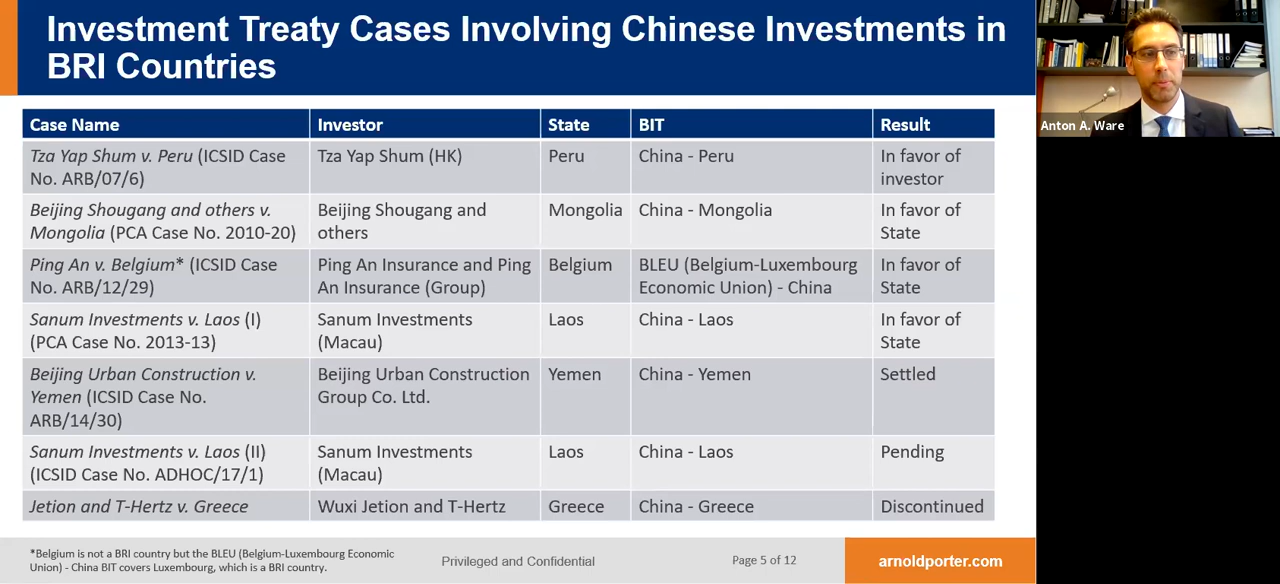 Investment Treaty Cases Involving Chinese Investments in
BRI Countries
Anton A. Ware
Case Name Investor State BIT Result
Tza Yap Shum v. Peru (ICSID Case Tza Yap Shum (HK) Peru China - Peru In favor of
No. ARB/07/6) investor
Beijing Shougang and others v. Beijing Shougang and Mongolia China - Mongolia In favor of
Mongolia (PCA Case No. 2010-20) others State
Ping An v. Belgium* (ICSID Case Ping An Insurance and Ping Belgium BLEU (Belgium-Luxembourg In favor of
No. ARB/12/29) An Insurance (Group) Economic Union) - China State
Sanum Investments v. Laos (I) Sanum Investments Laos China - Laos In favor of
(PCA Case No. 2013-13) (Macau) State
Beijing Urban Construction v. Beijing Urban Construction Yemen China - Yemen Settled
Yemen (ICSID Case No. Group Co. Ltd.
ARB/14/30)
Sanum Investments v. Laos (II) Sanum Investments Laos China - Laos Pending
(ICSID Case No. ADHOC/17/1) (Macau)
Jetion and T-Hertz v. Greece Wuxi Jetion and T-Hertz Greece China - Greece Discontinued
*Belgium is not a BRI country but the BLEU (Belgium-Luxembourg Economic
Union) - China BIT covers Luxembourg, which is a BRI country.
Privileged and Confidential
Page 5 of 12
arnoldporter.com